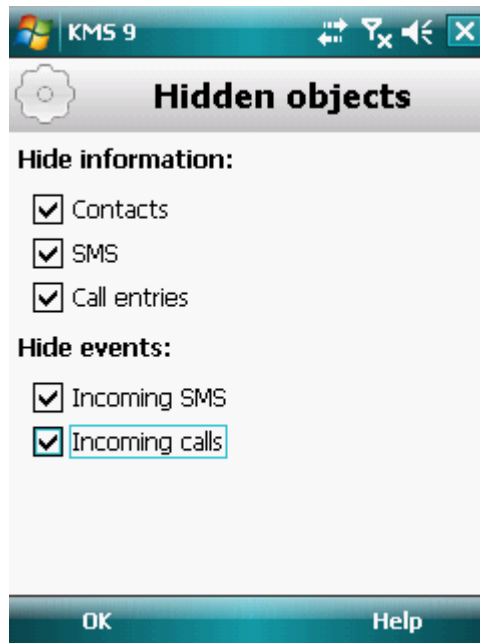 KMS 9
Hidden objects
Hide information:
Contacts
SMS
Call entries
Hide events:
Incoming SMS
Incoming calls
OK Help